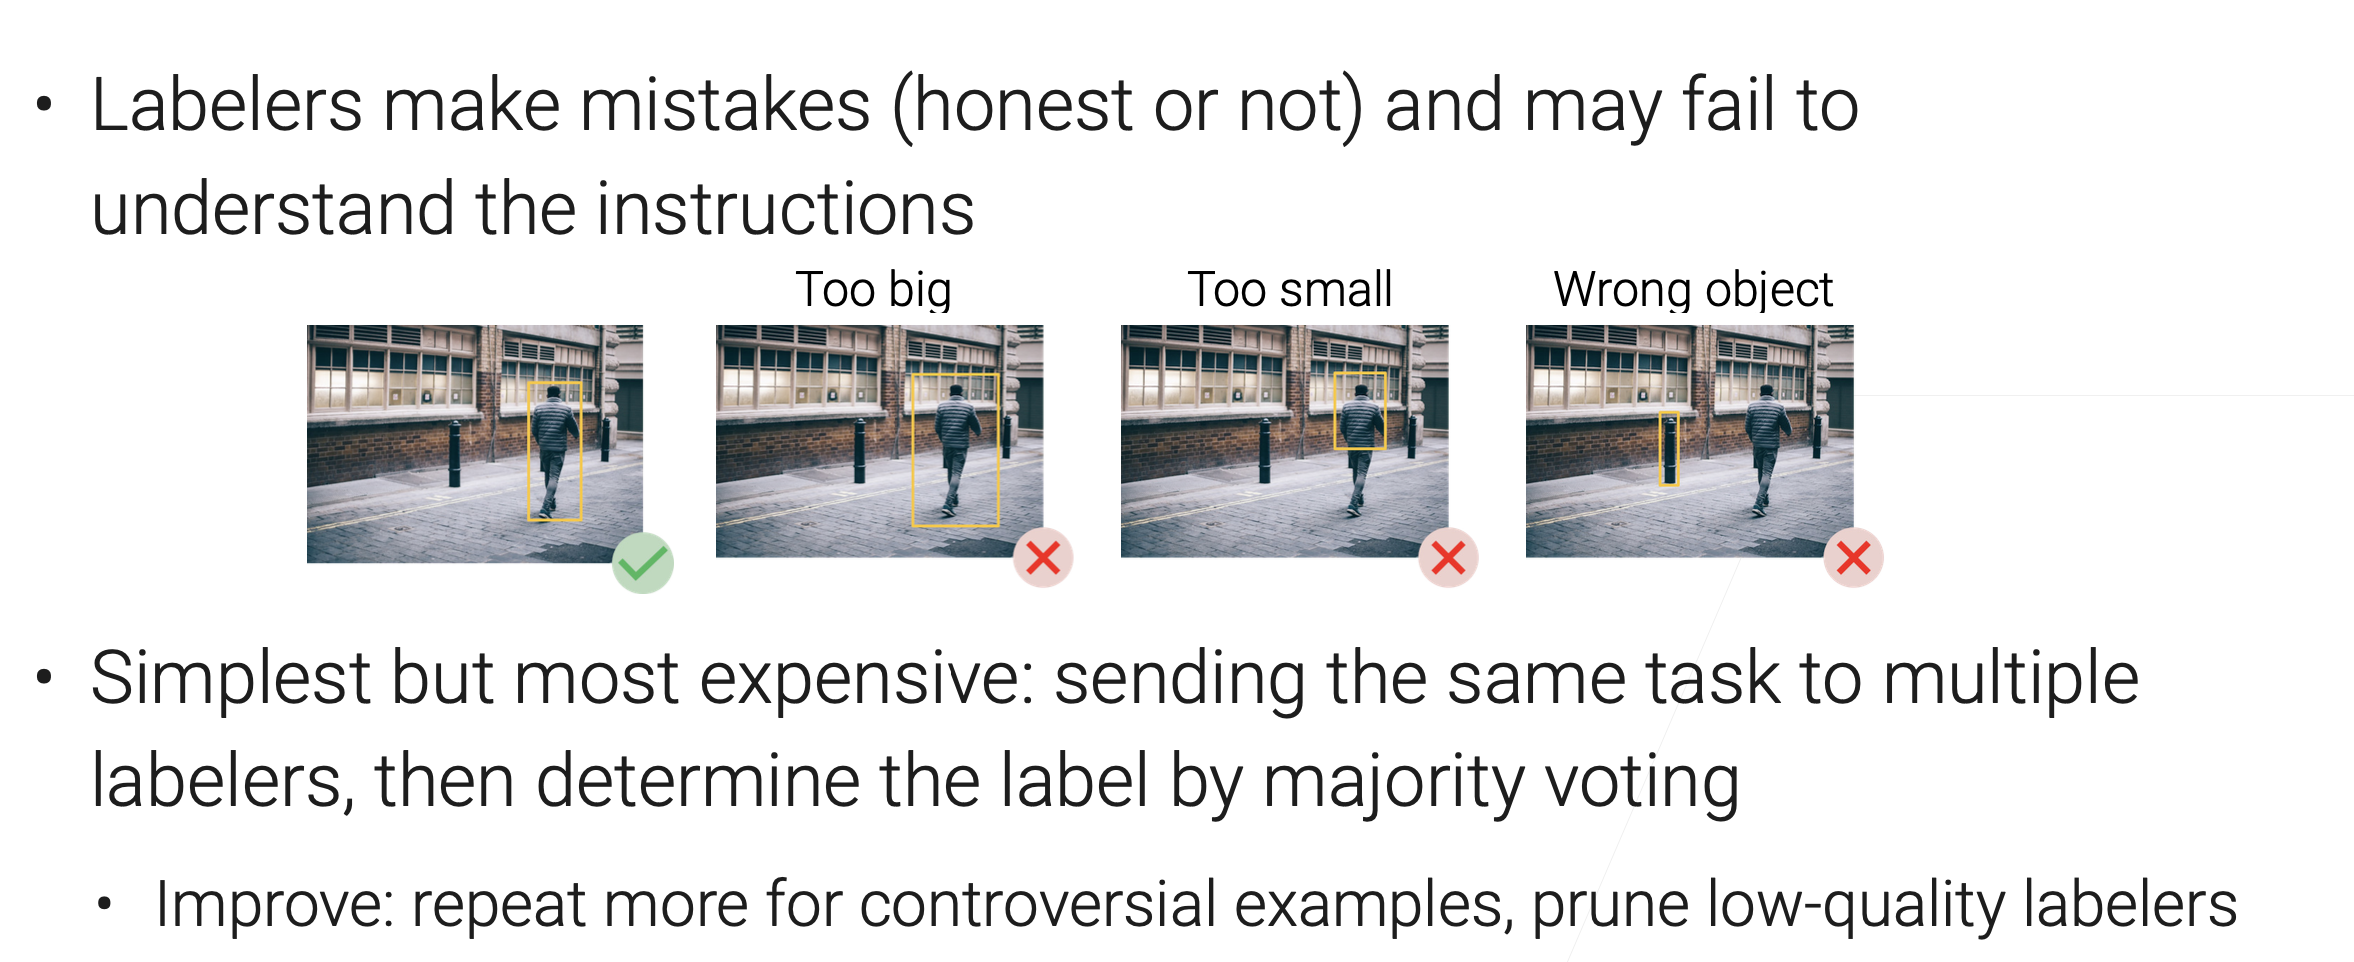 • Labelers make mistakes (honest or not) and may fail to
understand the instructions
Too big
Too small
Wrong object
• Simplest but most expensive: sending the same task to multiple
labelers, then determine the label by majority voting
• Improve: repeat more for controversial examples, prune low-quality labelers